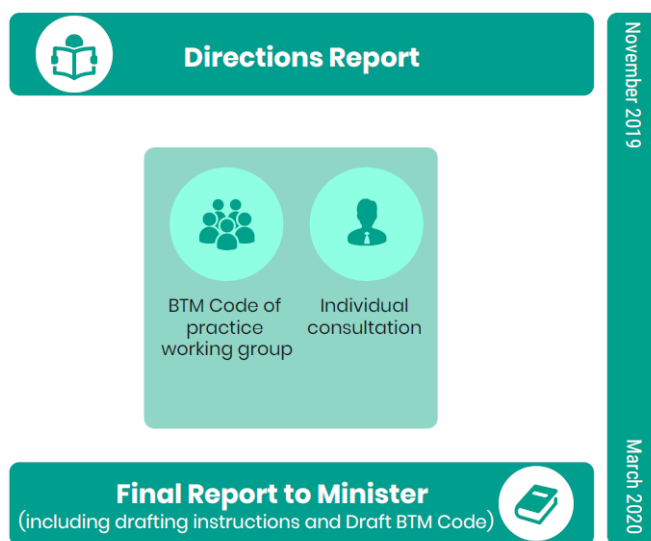 Directions Report
November 2019
BTM Code of
practice
working group
Individual
consultation
March 2020
Final Report to Minister
(including drafting instructions and Draft BTM Code)